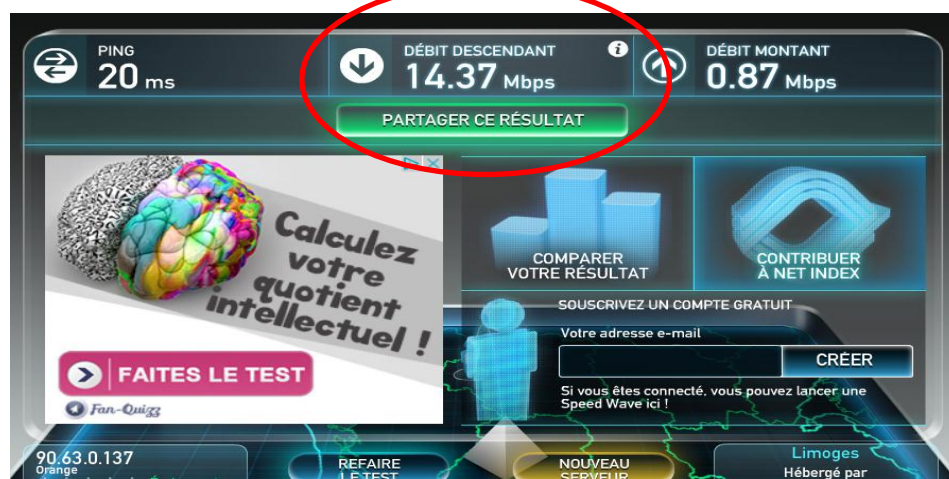 PING
20 ms
DÉBIT DESCENDANT
14.37 Mbps
DÉBIT MONTANT
0.87 Mbps
PARTAGER CE RÉSULTAT
Calculez
votre
quotient
intellectuel !
FAITES LE TEST
Fan-Quizz
COMPARER
VOTRE RÉSULTAT
CONTRIBUER
À NET INDEX
SOUSCRIVEZ UN COMPTE GRATUIT
Votre adresse e-mail
CRÉER
Si vous êtes connecté, vous pouvez lancer une
Speed Wave ici !
90.63.0.137
Orange
REFAIRE
LE TEST
NOUVEAU
SERVEUR
Limoges
Hébergé par